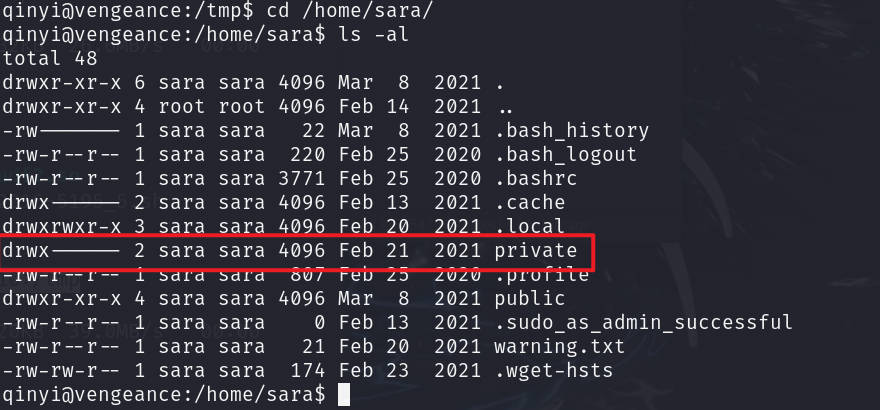 qinyi@vengeance:/tmp$ cd /home/sara/
qinyi@vengeance:/home/sara$ ls -al
total 48
drwxr-xr-x 6 sara sara 4096 Mar  8  2021 .
drwxr-xr-x 4 root root 4096 Feb 14  2021 ..
-rw------- 1 sara sara   22 Mar  8  2021 .bash_history
-rw-r--r-- 1 sara sara  220 Feb 25  2020 .bash_logout
-rw-r--r-- 1 sara sara 3771 Feb 25  2020 .bashrc
drwx------ 2 sara sara 4096 Feb 13  2021 .cache
drwxrwxr-x 3 sara sara 4096 Feb 20  2021 .local
drwx------ 2 sara sara 4096 Feb 21  2021 private
-rw-r--r-- 1 sara sara  807 Feb 25  2020 .profile
drwxr-xr-x 4 sara sara 4096 Mar  8  2021 public
-rw-r--r-- 1 sara sara    0 Feb 13  2021 .sudo_as_admin_successful
-rw-r--r-- 1 sara sara   21 Feb 20  2021 warning.txt
-rw-rw-r-- 1 sara sara  174 Feb 23  2021 .wget-hsts
qinyi@vengeance:/home/sara$